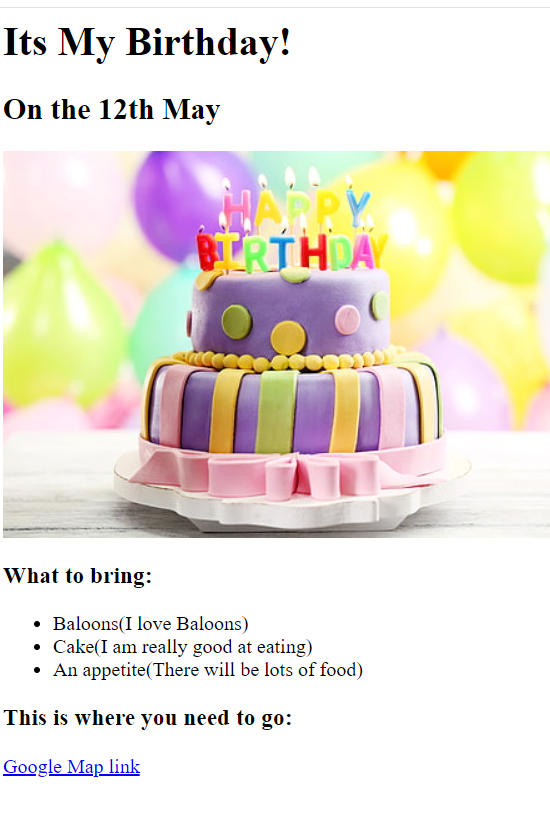 Its My Birthday!
On the 12th May
HAPPY
BIRTHDAY
What to bring:
Baloons(I love Baloons)
Cake(I am really good at eating)
An appetite(There will be lots of food)
This is where you need to go:
Google Map link